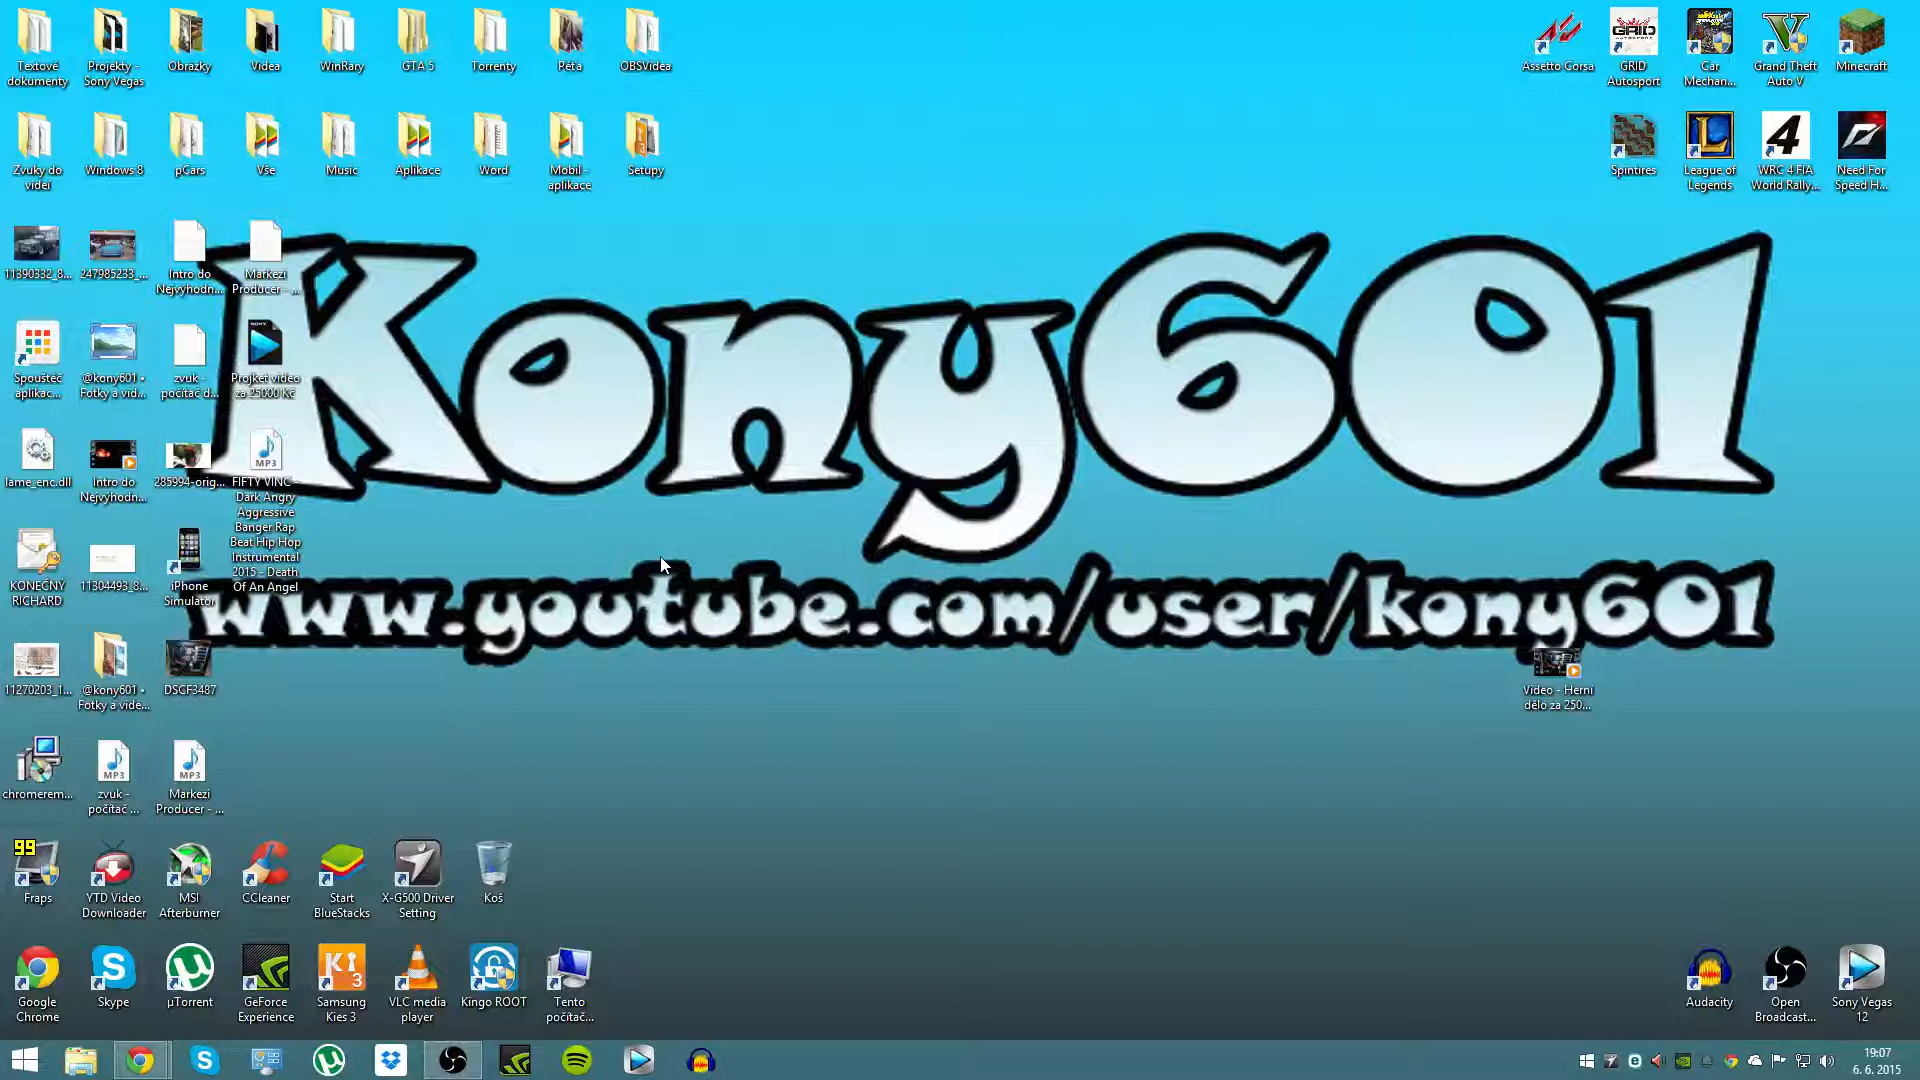 Textové
dokumenty
Projekty -
Sony Vegas
Obrazky
Videa
WinRary
GTA 5
Torrenty
Péťa
OBSVidea
Assetto Corsa
GRID
Autosport
Car
Mechan...
Grand Theft
Auto V
Minecraft
Zvuky do
videí
Windows 8
pCars
Vše
Music
Aplikace
Word
Mobil -
aplikace
Setupy
Spintires
League of
Legends
WRC 4 FIA
World Rally...
Need For
Speed H...
11390332_8...
247985233_...
Intro do
Nejvýhodn...
Markezi
Producer - ...
Kony601
Spouštěč
aplikac...
@kony601 •
Fotky a vid...
zvuk -
počítač d...
Projket video
za 25000 Kč
lame_enc.dll
Intro do
Nejvýhodn...
285994-orig...
MP3
FIFTY VINC -
Dark Angry
Aggressive
Banger Rap
Beat Hip Hop
Instrumental
2015 - Death
Of An Angel
KONEČNÝ
RICHARD
11304493_8...
iPhone
Simulator
www.youtube.com/user/kony601
11270203_1...
@kony601 •
Fotky a vide...
DSCF3487
Video - Herní
dělo za 250...
chromerem...
MP3
zvuk -
počítač ...
MP3
Markezi
Producer - ...
99
Fraps
YTD Video
Downloader
MSI
Afterburner
CCleaner
Start
BlueStacks
X-G500 Driver
Setting
Koš
Google
Chrome
Skype
µTorrent
GeForce
Experience
Samsung
Kies 3
VLC media
player
Kingo ROOT
Tento
počítač...
Audacity
Open
Broadcast...
Sony Vegas
12
19:07
6. 6. 2015